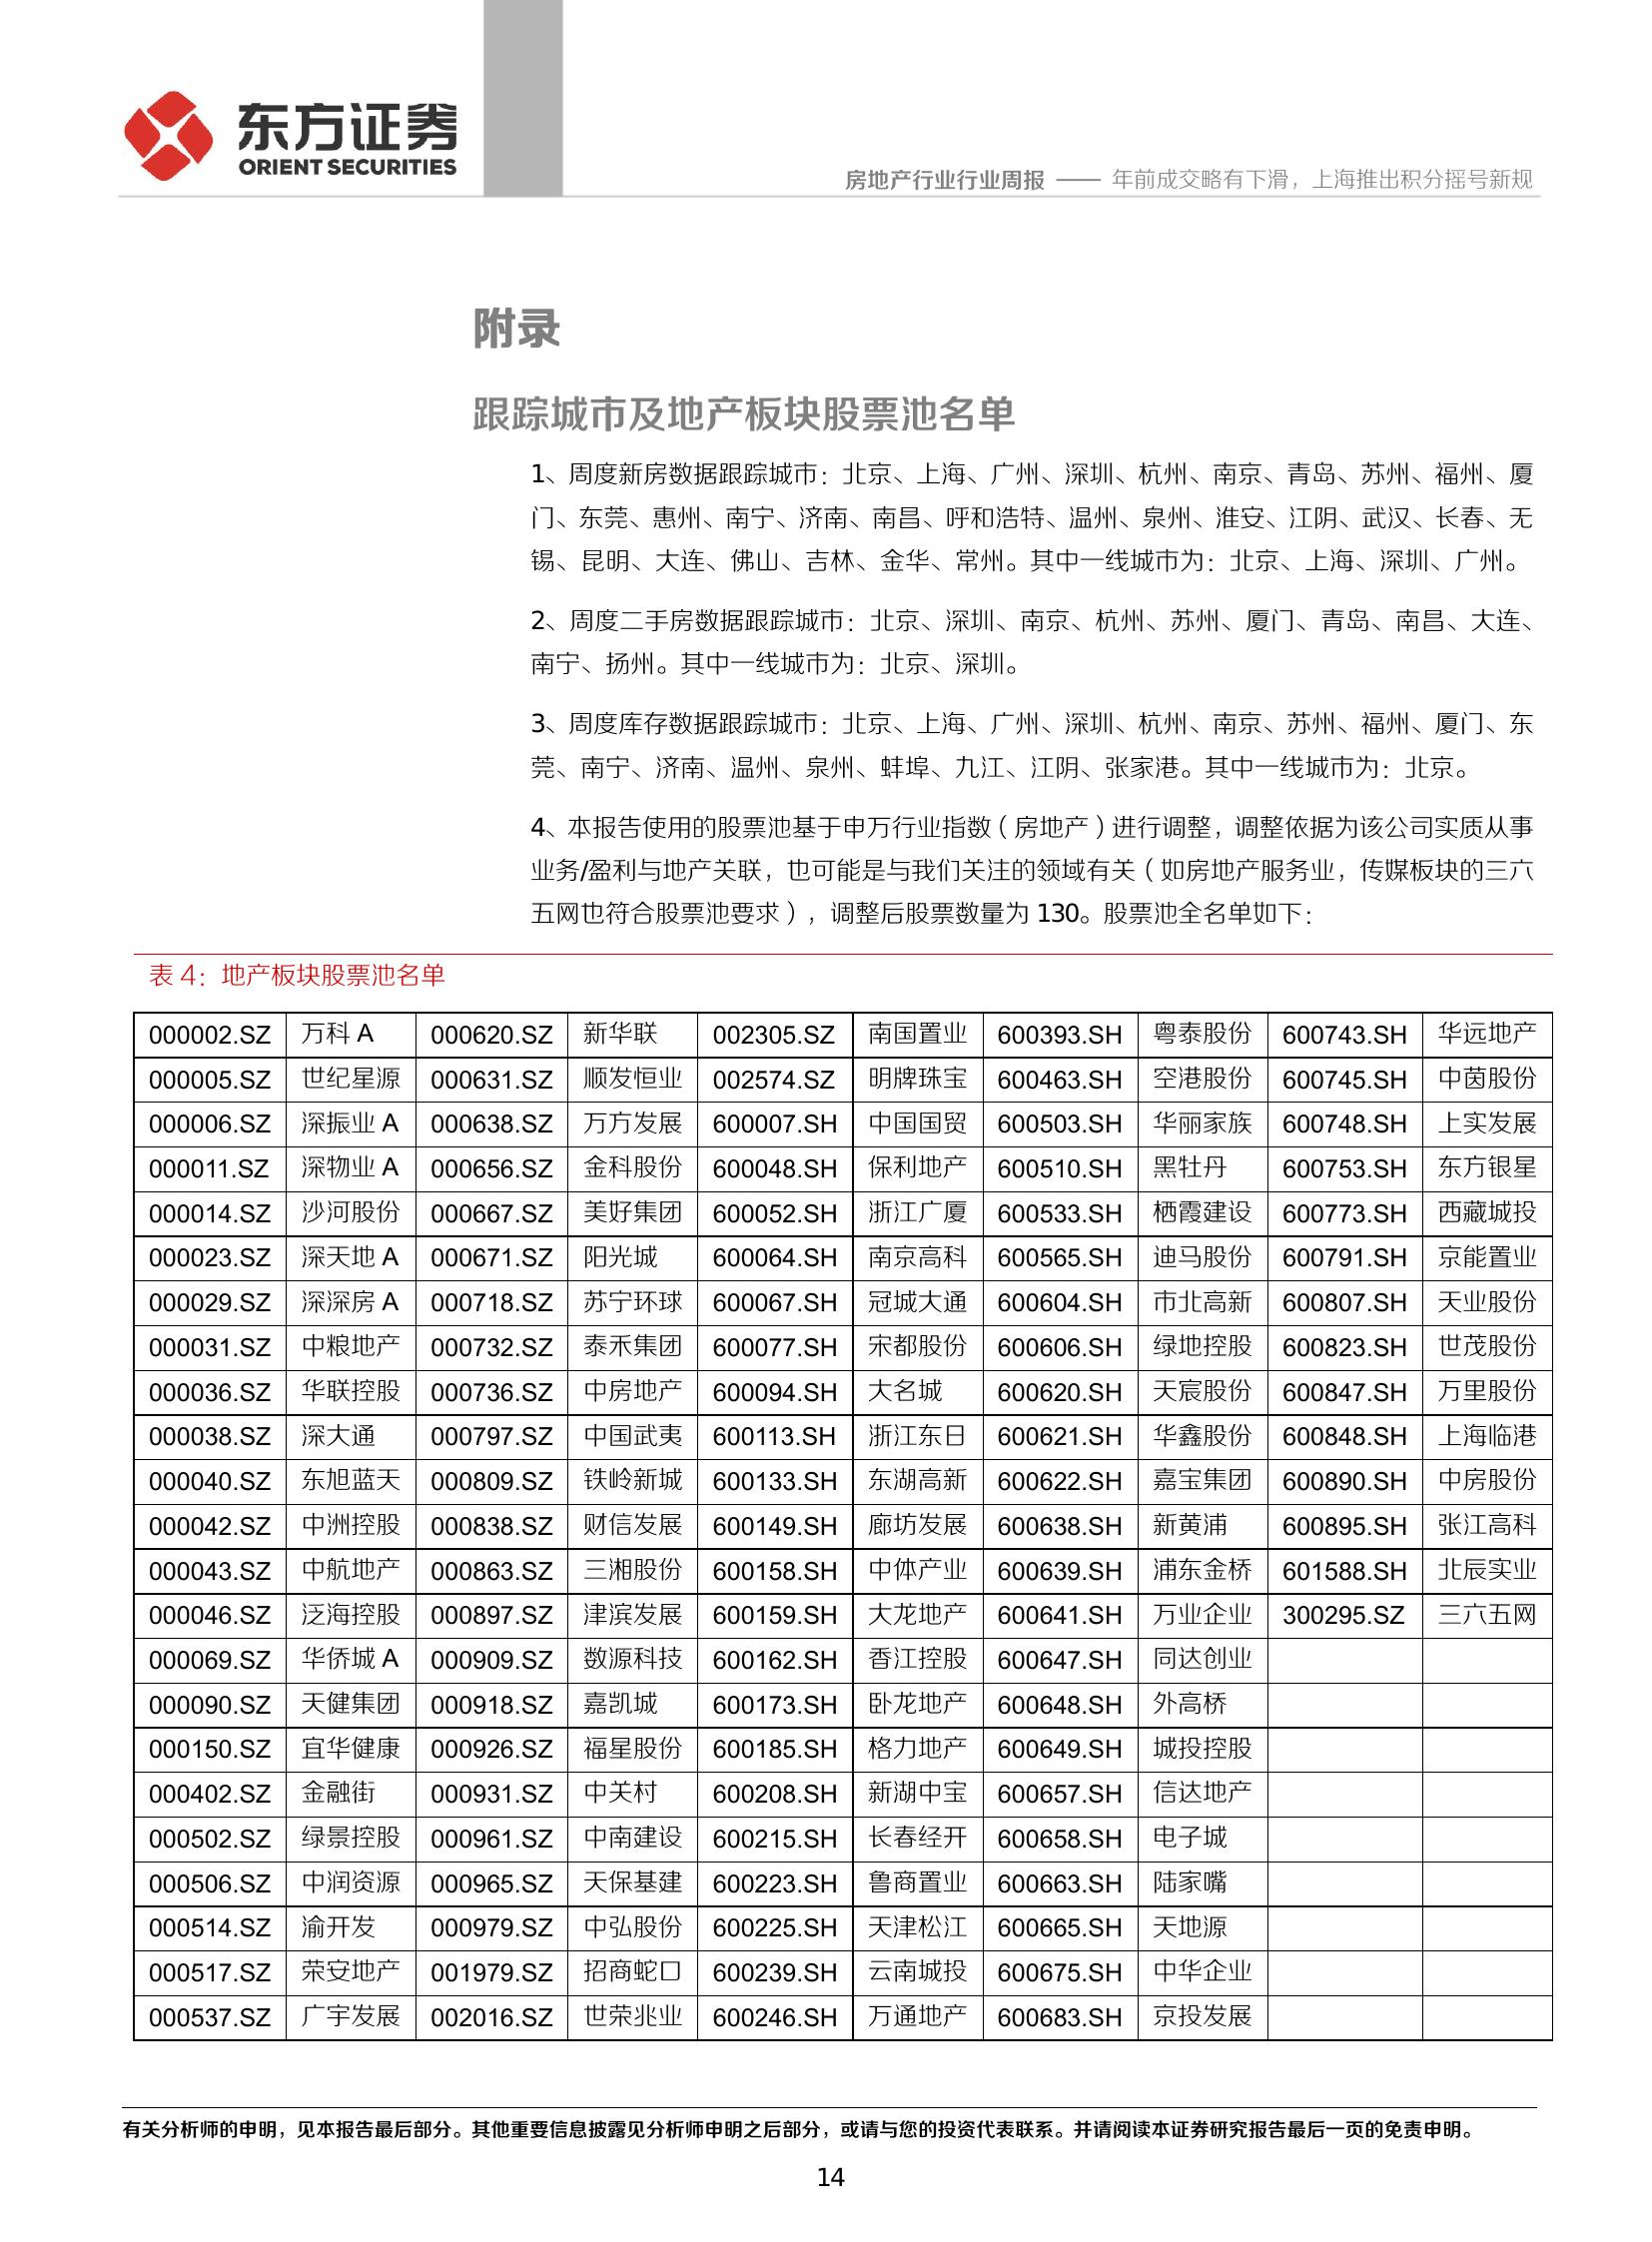 东方证券
ORIENT SECURITIES
房地产行业行业周报 —— 年前成交略有下滑，上海推出积分摇号新规
附录
跟踪城市及地产板块股票池名单
1、周度新房数据跟踪城市：北京、上海、广州、深圳、杭州、南京、青岛、苏州、福州、厦
门、东莞、惠州、南宁、济南、南昌、呼和浩特、温州、泉州、淮安、江阴、武汉、长春、无
锡、昆明、大连、佛山、吉林、金华、常州。其中一线城市为：北京、上海、深圳、广州。
2、周度二手房数据跟踪城市：北京、深圳、南京、杭州、苏州、厦门、青岛、南昌、大连、
南宁、扬州。其中一线城市为：北京、深圳。
3、周度库存数据跟踪城市：北京、上海、广州、深圳、杭州、南京、苏州、福州、厦门、东
莞、南宁、济南、温州、泉州、蚌埠、九江、江阴、张家港。其中一线城市为：北京。
4、本报告使用的股票池基于申万行业指数（房地产）进行调整，调整依据为该公司实质从事
业务/盈利与地产关联，也可能是与我们关注的领域有关（如房地产服务业，传媒板块的三六
五网也符合股票池要求），调整后股票数量为 130。股票池全名单如下：
表 4：地产板块股票池名单
000002.SZ 万科 A 000620.SZ 新华联 002305.SZ 南国置业 600393.SH 粤泰股份 600743.SH 华远地产
000005.SZ 世纪星源 000631.SZ 顺发恒业 002574.SZ 明牌珠宝 600463.SH 空港股份 600745.SH 中茵股份
000006.SZ 深振业 A 000638.SZ 万方发展 600007.SH 中国国贸 600503.SH 华丽家族 600748.SH 上实发展
000011.SZ 深物业 A 000656.SZ 金科股份 600048.SH 保利地产 600510.SH 黑牡丹 600753.SH 东方银星
000014.SZ 沙河股份 000667.SZ 美好集团 600052.SH 浙江广厦 600533.SH 栖霞建设 600773.SH 西藏城投
000023.SZ 深天地 A 000671.SZ 阳光城 600064.SH 南京高科 600565.SH 迪马股份 600791.SH 京能置业
000029.SZ 深深房 A 000718.SZ 苏宁环球 600067.SH 冠城大通 600604.SH 市北高新 600807.SH 天业股份
000031.SZ 中粮地产 000732.SZ 泰禾集团 600077.SH 宋都股份 600606.SH 绿地控股 600823.SH 世茂股份
000036.SZ 华联控股 000736.SZ 中房地产 600094.SH 大名城 600620.SH 天宸股份 600847.SH 万里股份
000038.SZ 深大通 000797.SZ 中国武夷 600113.SH 浙江东日 600621.SH 华鑫股份 600848.SH 上海临港
000040.SZ 东旭蓝天 000809.SZ 铁岭新城 600133.SH 东湖高新 600622.SH 嘉宝集团 600890.SH 中房股份
000042.SZ 中洲控股 000838.SZ 财信发展 600149.SH 廊坊发展 600638.SH 新黄浦 600895.SH 张江高科
000043.SZ 中航地产 000863.SZ 三湘股份 600158.SH 中体产业 600639.SH 浦东金桥 601588.SH 北辰实业
000046.SZ 泛海控股 000897.SZ 津滨发展 600159.SH 大龙地产 600641.SH 万业企业 300295.SZ 三六五网
000069.SZ 华侨城 A 000909.SZ 数源科技 600162.SH 香江控股 600647.SH 同达创业
000090.SZ 天健集团 000918.SZ 嘉凯城 600173.SH 卧龙地产 600648.SH 外高桥
000150.SZ 宜华健康 000926.SZ 福星股份 600185.SH 格力地产 600649.SH 城投控股
000402.SZ 金融街 000931.SZ 中关村 600208.SH 新湖中宝 600657.SH 信达地产
000502.SZ 绿景控股 000961.SZ 中南建设 600215.SH 长春经开 600658.SH 电子城
000506.SZ 中润资源 000965.SZ 天保基建 600223.SH 鲁商置业 600663.SH 陆家嘴
000514.SZ 渝开发 000979.SZ 中弘股份 600225.SH 天津松江 600665.SH 天地源
000517.SZ 荣安地产 001979.SZ 招商蛇口 600239.SH 云南城投 600675.SH 中华企业
000537.SZ 广宇发展 002016.SZ 世荣兆业 600246.SH 万通地产 600683.SH 京投发展
有关分析师的申明，见本报告最后部分。其他重要信息披露见分析师申明之后部分，或请与您的投资代表联系。并请阅读本证券研究报告最后一页的免责申明。
14